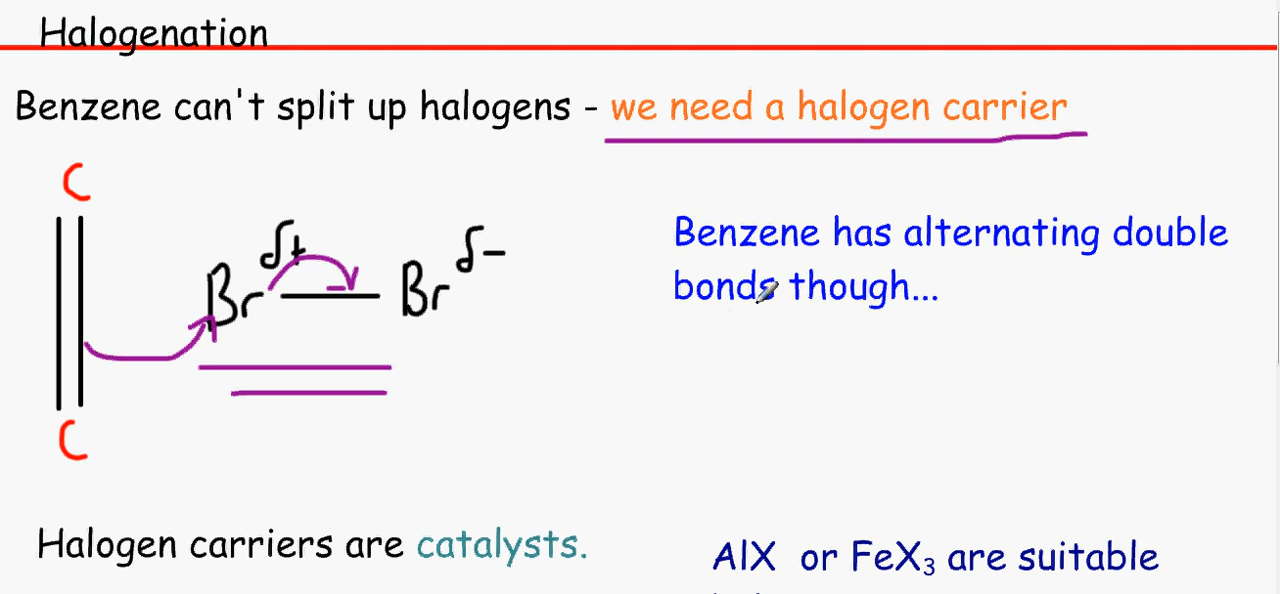 Halogenation
Benzene can't split up halogens - we need a halogen carrier
C
Br δ+ Br δ-
C
Benzene has alternating double
bonds though...
Halogen carriers are catalysts.
AlX or FeX₃ are suitable